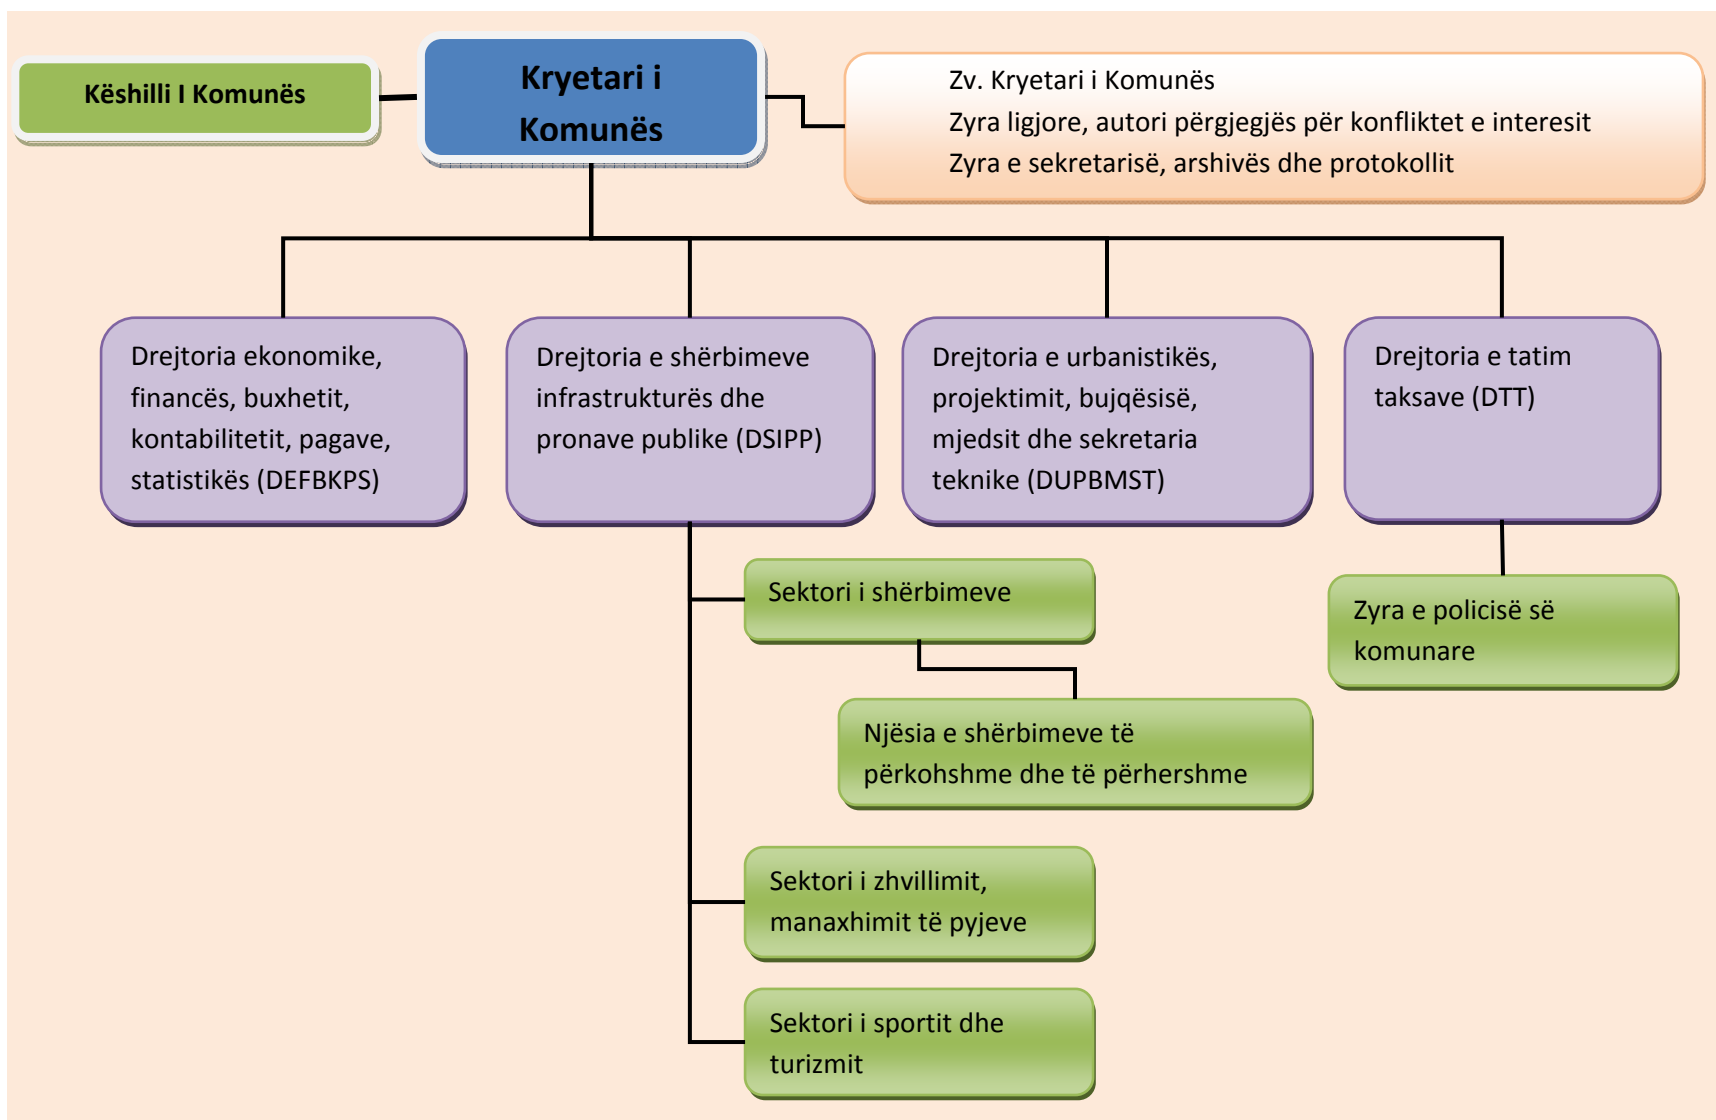 Këshilli I Komunës
Kryetari i
Komunës
Zv. Kryetari i Komunës
Zyra ligjore, autori përgjegjës për konfliktet e interesit
Zyra e sekretarisë, arshivës dhe protokollit
Drejtoria ekonomike,
financës, buxhetit,
kontabilitetit, pagave,
statistikës (DEFBKPS)
Drejtoria e shërbimeve
infrastrukturës dhe
pronave publike (DSIPP)
Drejtoria e urbanistikës,
projektimit, bujqësisë,
mjedsit dhe sekretaria
teknike (DUPBMST)
Drejtoria e tatim
taksave (DTT)
Sektori i shërbimeve
Zyra e policisë së
komunare
Njësia e shërbimeve të
përkohshme dhe të përhershme
Sektori i zhvillimit,
manaxhimit të pyjeve
Sektori i sportit dhe
turizmit